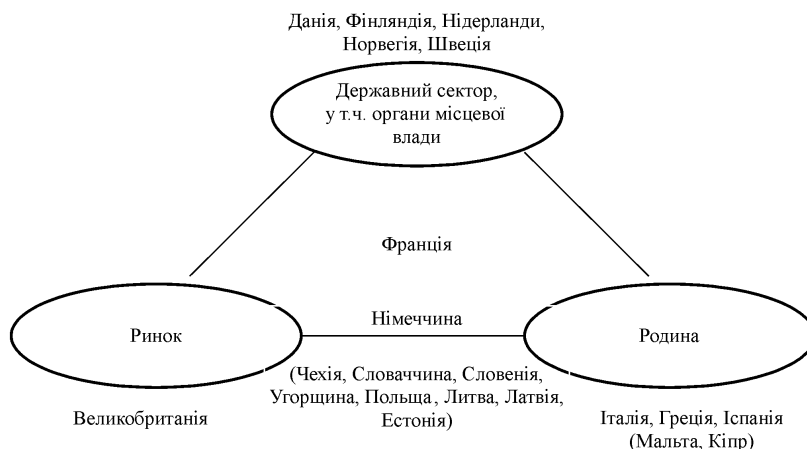 Данія, Фінляндія, Нідерланди,
Норвегія, Швеція
Державний сектор,
у т.ч. органи місцевої
влади
Франція
Німеччина
Ринок
Родина
(Чехія, Словаччина, Словенія,
Угорщина, Польща , Литва, Латвія,
Естонія)
Великобританія
Італія, Греція, Іспанія
(Мальта, Кіпр)